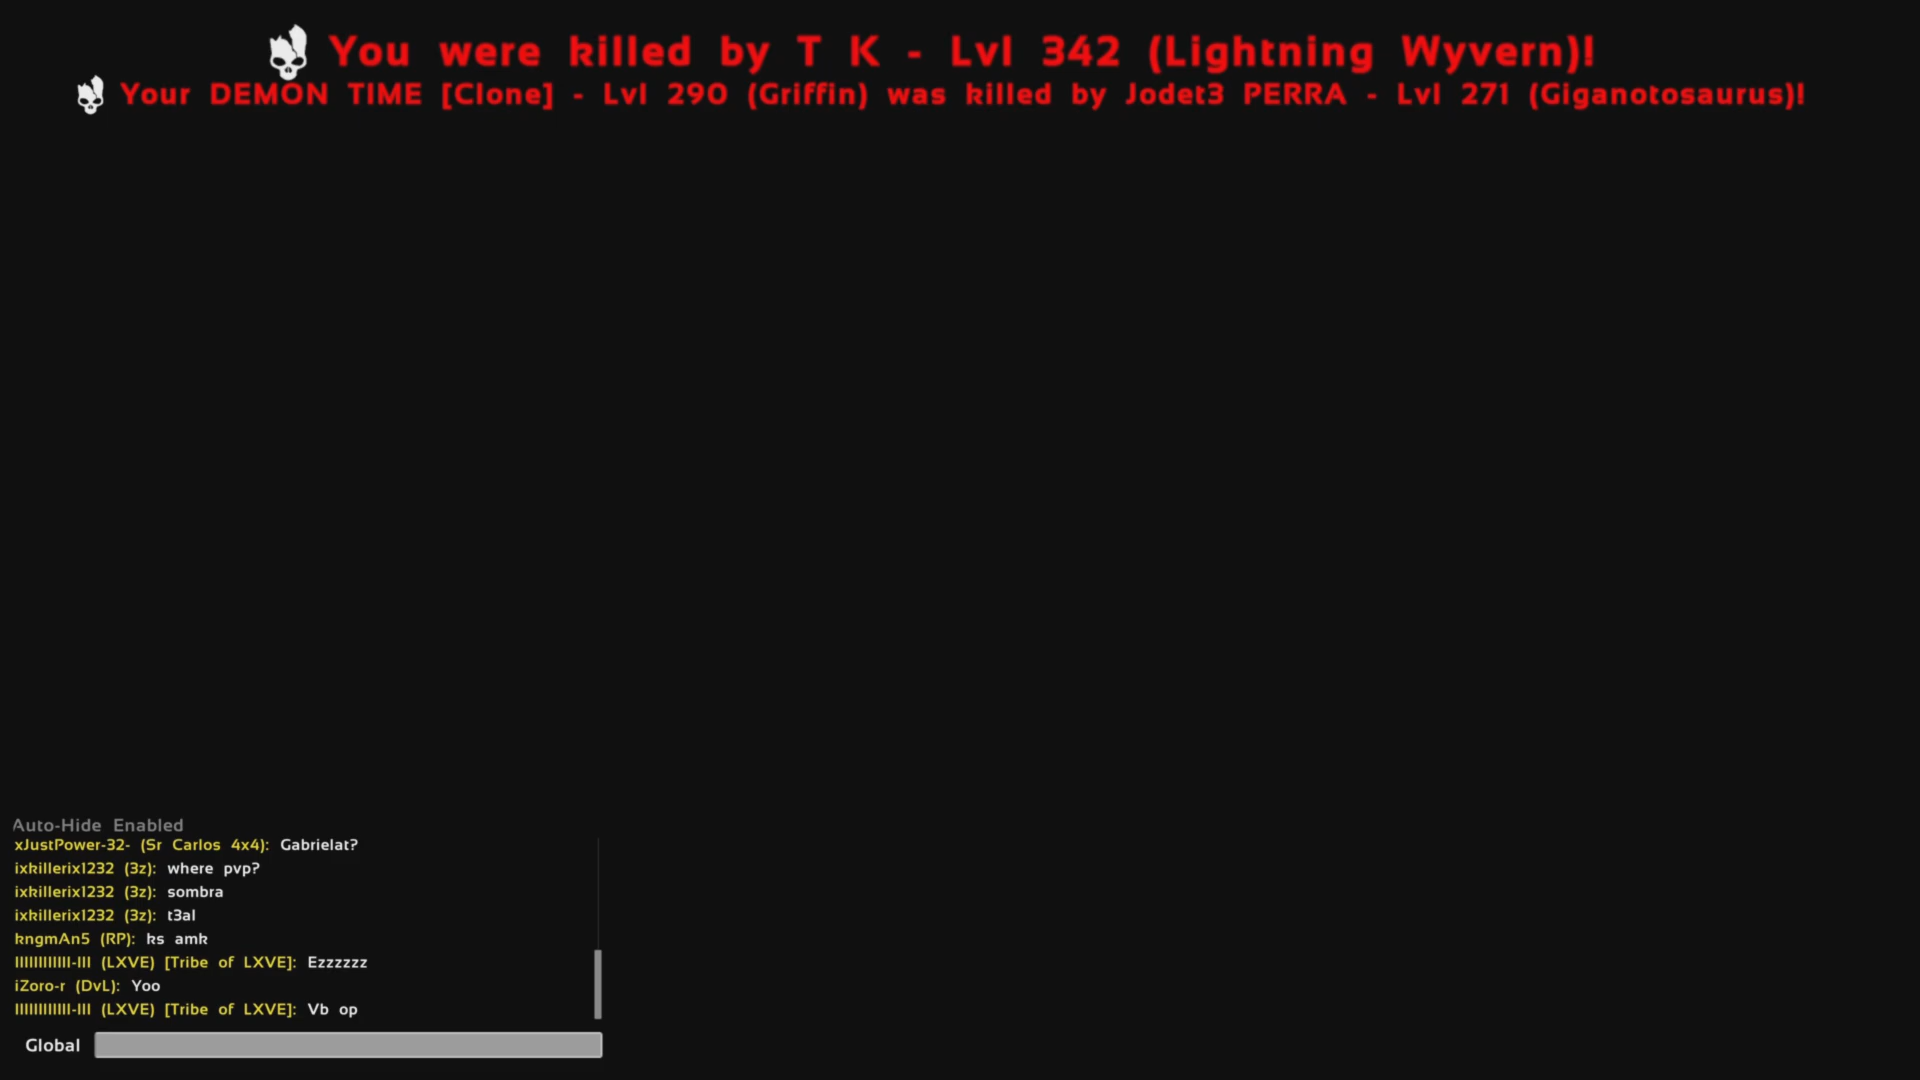 You were killed by T K - Lvl 342 (Lightning Wyvern)!
Your DEMON TIME [Clone] - Lvl 290 (Griffin) was killed by Jodet3 PERRA - Lvl 271 (Giganotosaurus)!
Auto-Hide Enabled
xJustPower-32- (Sr Carlos 4x4): Gabrielat?
ixkillerix1232 (3z): where pvp?
ixkillerix1232 (3z): sombra
ixkillerix1232 (3z): t3al
kngmAn5 (RP): ks amk
IIIIIIIIIIII-III (LXVE) [Tribe of LXVE]: Ezzzzzz
iZoro-r (DvL): Yoo
IIIIIIIIIIII-III (LXVE) [Tribe of LXVE]: Vb op
Global